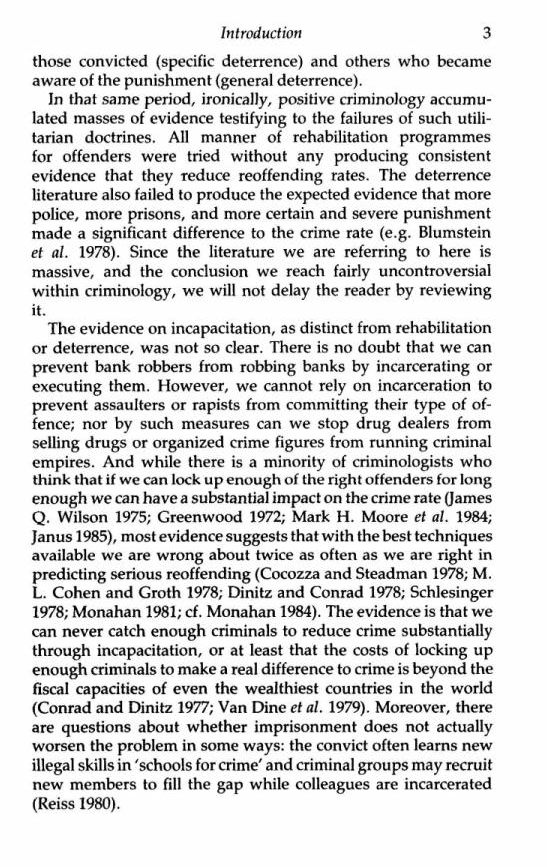 Introduction 3
those convicted (specific deterrence) and others who became
aware of the punishment (general deterrence).
In that same period, ironically, positive criminology accumu-
lated masses of evidence testifying to the failures of such utili-
tarian doctrines. All manner of rehabilitation programmes
for offenders were tried without any producing consistent
evidence that they reduce reoffending rates. The deterrence
literature also failed to produce the expected evidence that more
police, more prisons, and more certain and severe punishment
made a significant difference to the crime rate (e.g. Blumstein
et al. 1978). Since the literature we are referring to here is
massive, and the conclusion we reach fairly uncontroversial
within criminology, we will not delay the reader by reviewing
it.
The evidence on incapacitation, as distinct from rehabilitation
or deterrence, was not so clear. There is no doubt that we can
prevent bank robbers from robbing banks by incarcerating or
executing them. However, we cannot rely on incarceration to
prevent assaulters or rapists from committing their type of of-
fence; nor by such measures can we stop drug dealers from
selling drugs or organized crime figures from running criminal
empires. And while there is a minority of criminologists who
think that if we can lock up enough of the right offenders for long
enough we can have a substantial impact on the crime rate (James
Q. Wilson 1975; Greenwood 1972; Mark H. Moore et al. 1984;
Janus 1985), most evidence suggests that with the best techniques
available we are wrong about twice as often as we are right in
predicting serious reoffending (Cocozza and Steadman 1978; M.
L. Cohen and Groth 1978; Dinitz and Conrad 1978; Schlesinger
1978; Monahan 1981; cf. Monahan 1984). The evidence is that we
can never catch enough criminals to reduce crime substantially
through incapacitation, or at least that the costs of locking up
enough criminals to make a real difference to crime is beyond the
fiscal capacities of even the wealthiest countries in the world
(Conrad and Dinitz 1977; Van Dine et al. 1979). Moreover, there
are questions about whether imprisonment does not actually
worsen the problem in some ways: the convict often learns new
illegal skills in 'schools for crime' and criminal groups may recruit
new members to fill the gap while colleagues are incarcerated
(Reiss 1980).